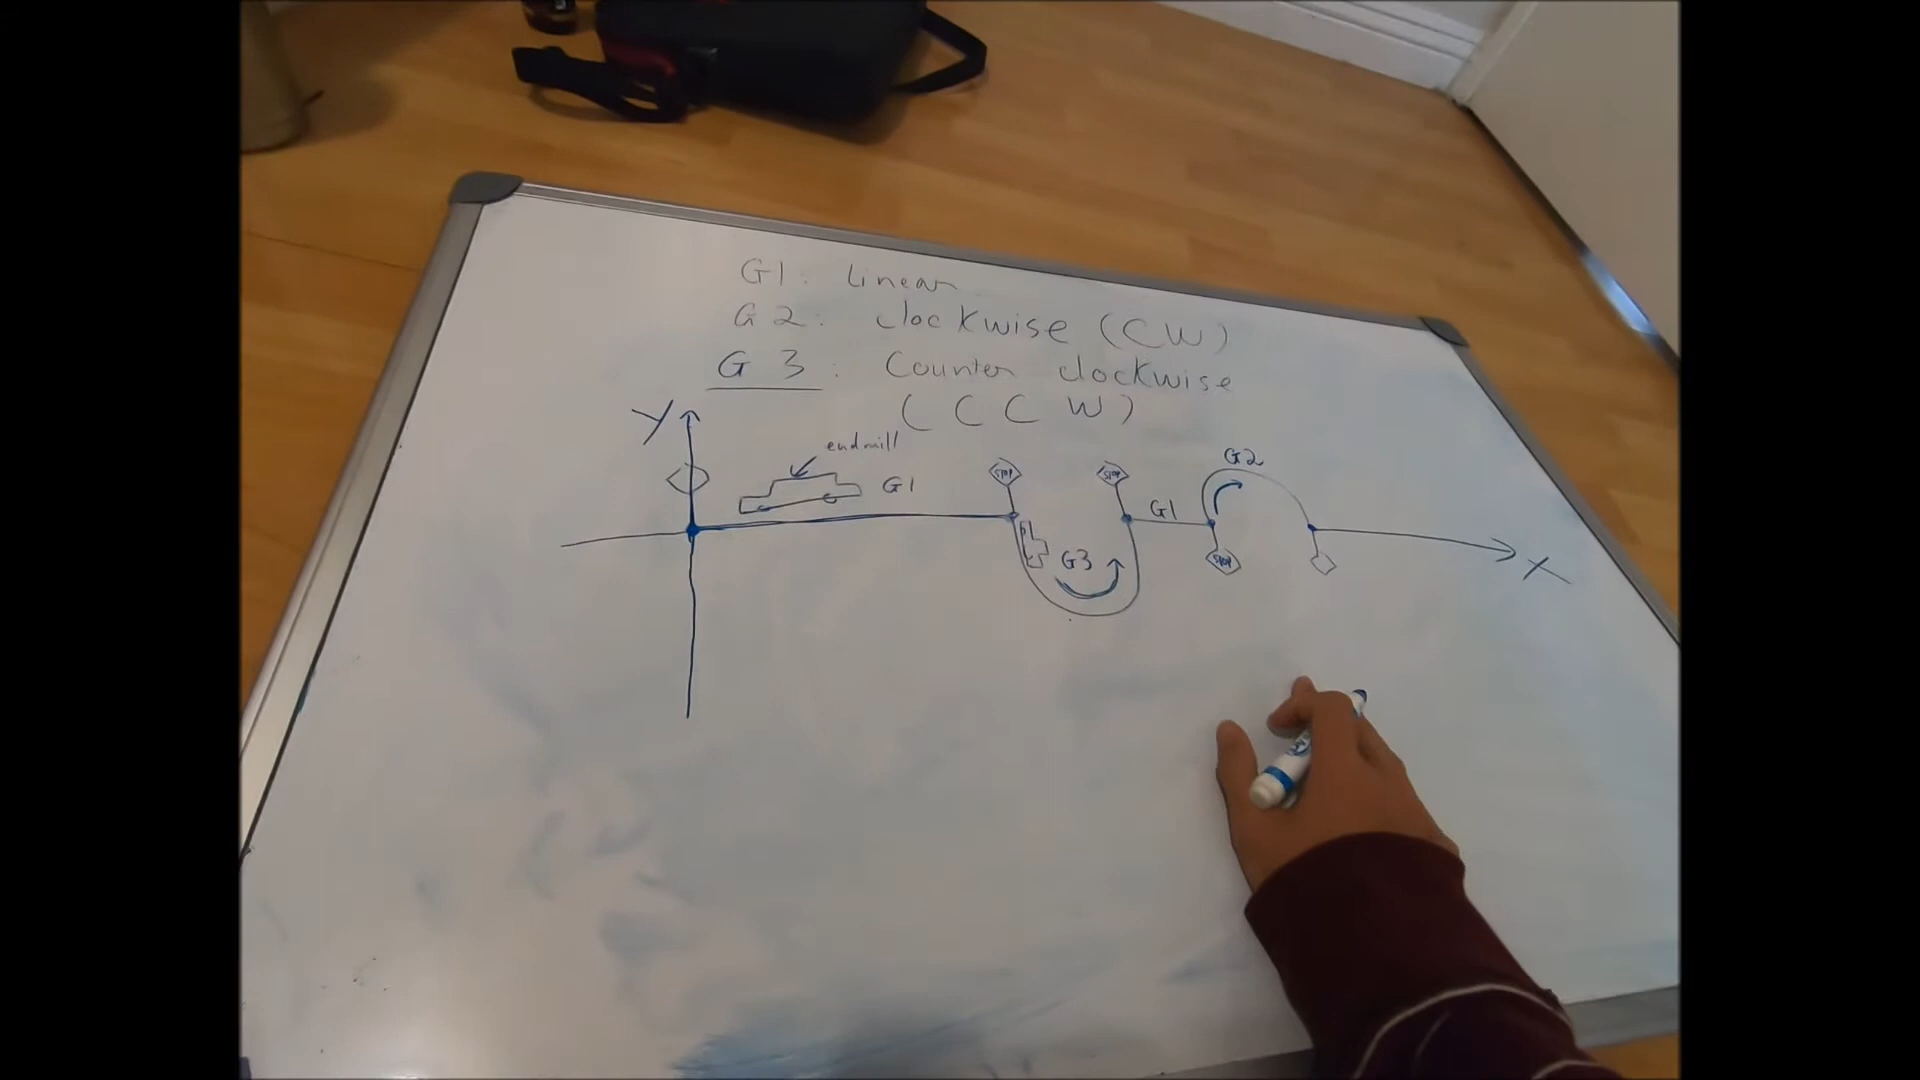 G1: Linear
G2: clockwise (CW)
G3: Counter clockwise
(CCW)
Y
endmill
G1
STOP
STOP
G2
G1
G3
STOP
X